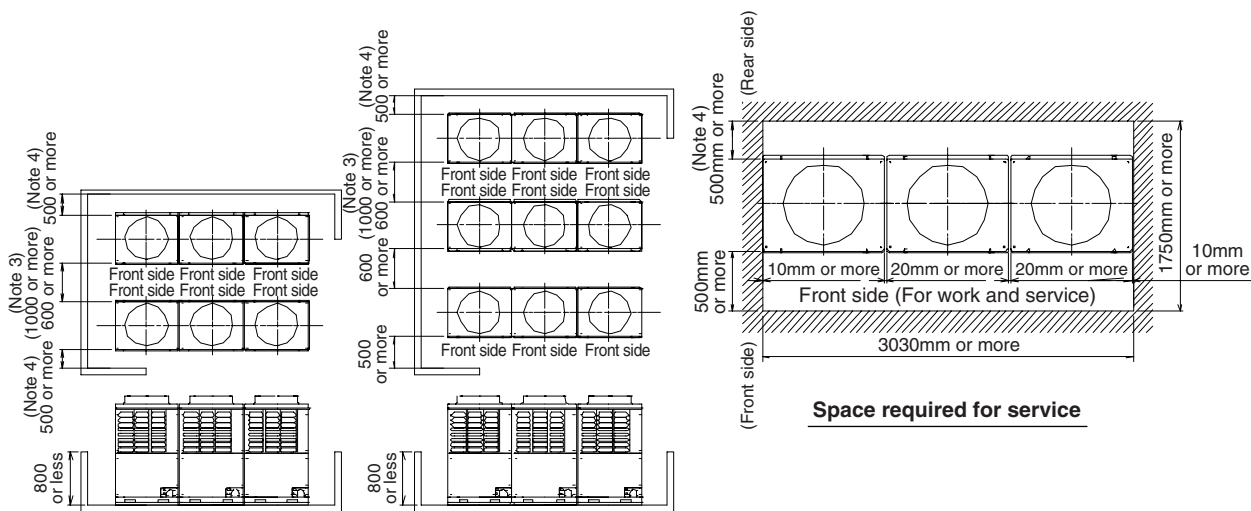 (Note 4)
500 or more
(Note 3)
(1000 or more)
600 or more
(Note 4)
500 or more
Front side Front side Front side
Front side Front side Front side
800
or less
(Note 4)
500
or more
(Note 3)
(1000 or more)
600 or more
600
or more
500
or more
Front side Front side Front side
Front side Front side Front side
Front side Front side Front side
800
or less
(Rear side)
(Note 4)
500mm or more
500mm
or more
(Front side)
10mm or more 20mm or more 20mm or more
10mm
or more
1750mm or more
Front side (For work and service)
3030mm or more
Space required for service